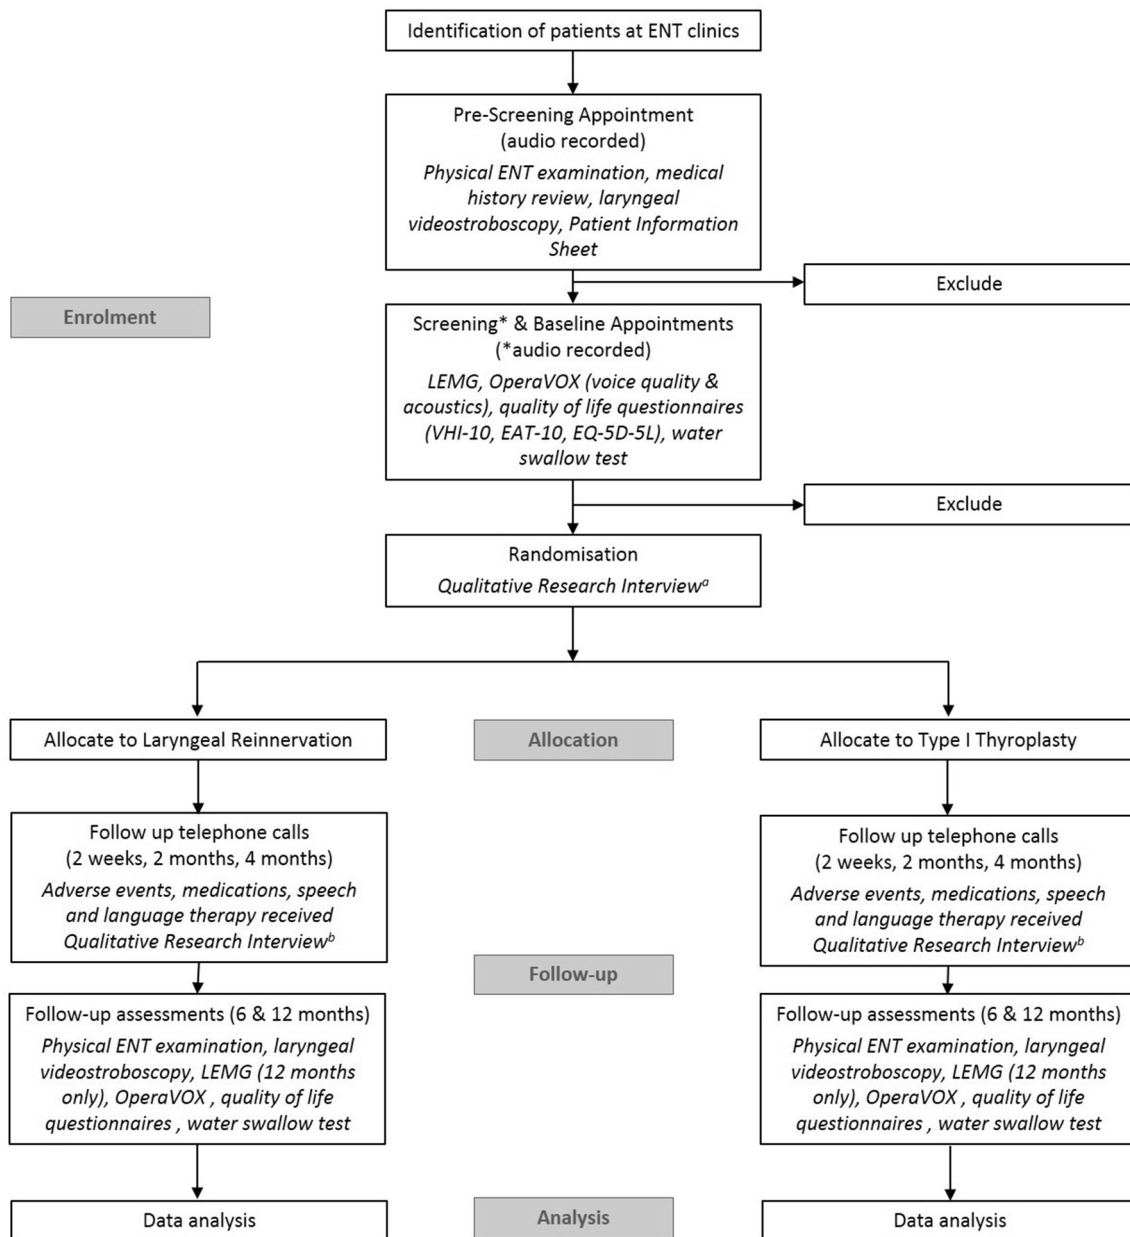 Identification of patients at ENT clinics
Pre-Screening Appointment
(audio recorded)
Physical ENT examination, medical
history review, laryngeal
videostroboscopy, Patient Information
Sheet
Exclude
Enrolment
Screening* & Baseline Appointments
(*audio recorded)
LEMG, OperaVOX (voice quality &
acoustics), quality of life questionnaires
(VHI-10, EAT-10, EQ-5D-5L), water
swallow test
Exclude
Randomisation
Qualitative Research Interviewᵃ
Allocate to Laryngeal Reinnervation
Allocation
Allocate to Type I Thyroplasty
Follow up telephone calls
(2 weeks, 2 months, 4 months)
Adverse events, medications, speech
and language therapy received
Qualitative Research Interviewᵇ
Follow up telephone calls
(2 weeks, 2 months, 4 months)
Adverse events, medications, speech
and language therapy received
Qualitative Research Interviewᵇ
Follow-up
Follow-up assessments (6 & 12 months)
Physical ENT examination, laryngeal
videostroboscopy, LEMG (12 months
only), OperaVOX , quality of life
questionnaires , water swallow test
Follow-up assessments (6 & 12 months)
Physical ENT examination, laryngeal
videostroboscopy, LEMG (12 months
only), OperaVOX , quality of life
questionnaires , water swallow test
Data analysis
Analysis
Data analysis